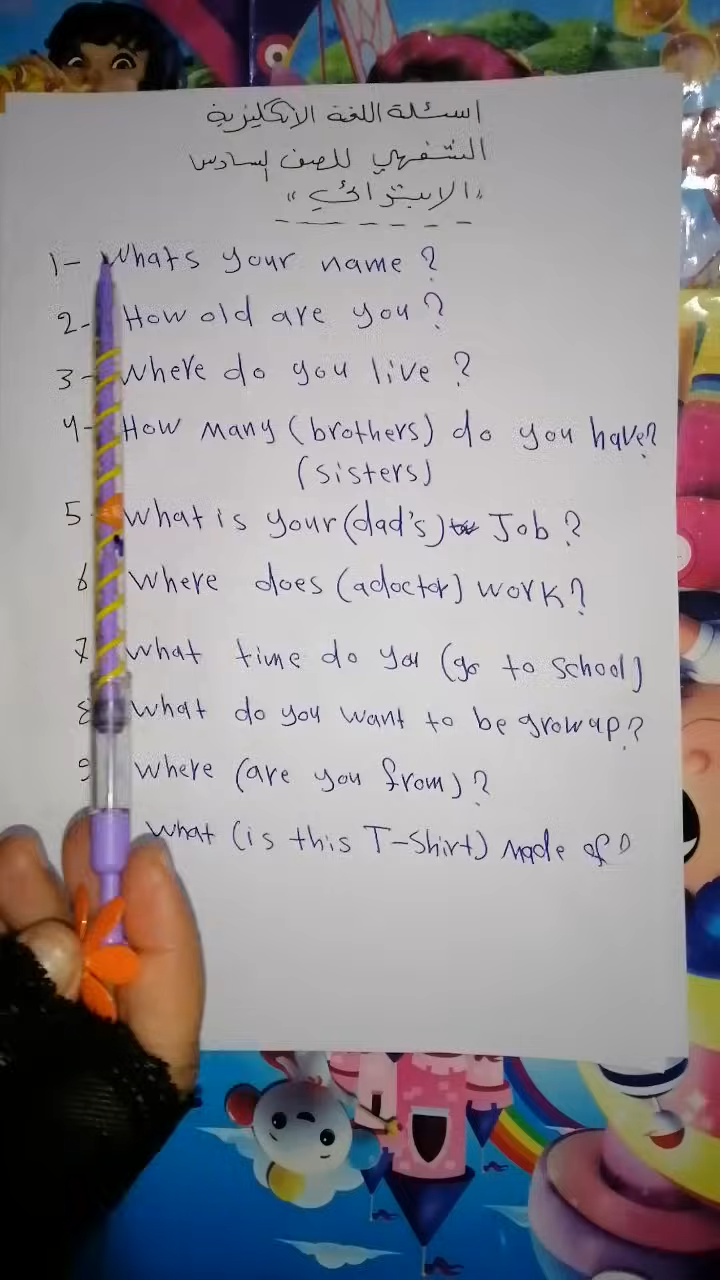 اسئلة اللغة الانگليزية
الشفهي للصف السادس
"الابتدائي"
1- Whats your name ?
2- How old are you ?
3- Where do you live ?
4- How many (brothers) do you have?
(sisters)
5 What is your (dad's) Job ?
6 Where does (adoctor) work?
7 What time do you (go to school)
8 What do you want to be grow up?
9 Where (are you from) ?
What (is this T-Shirt) Made of?